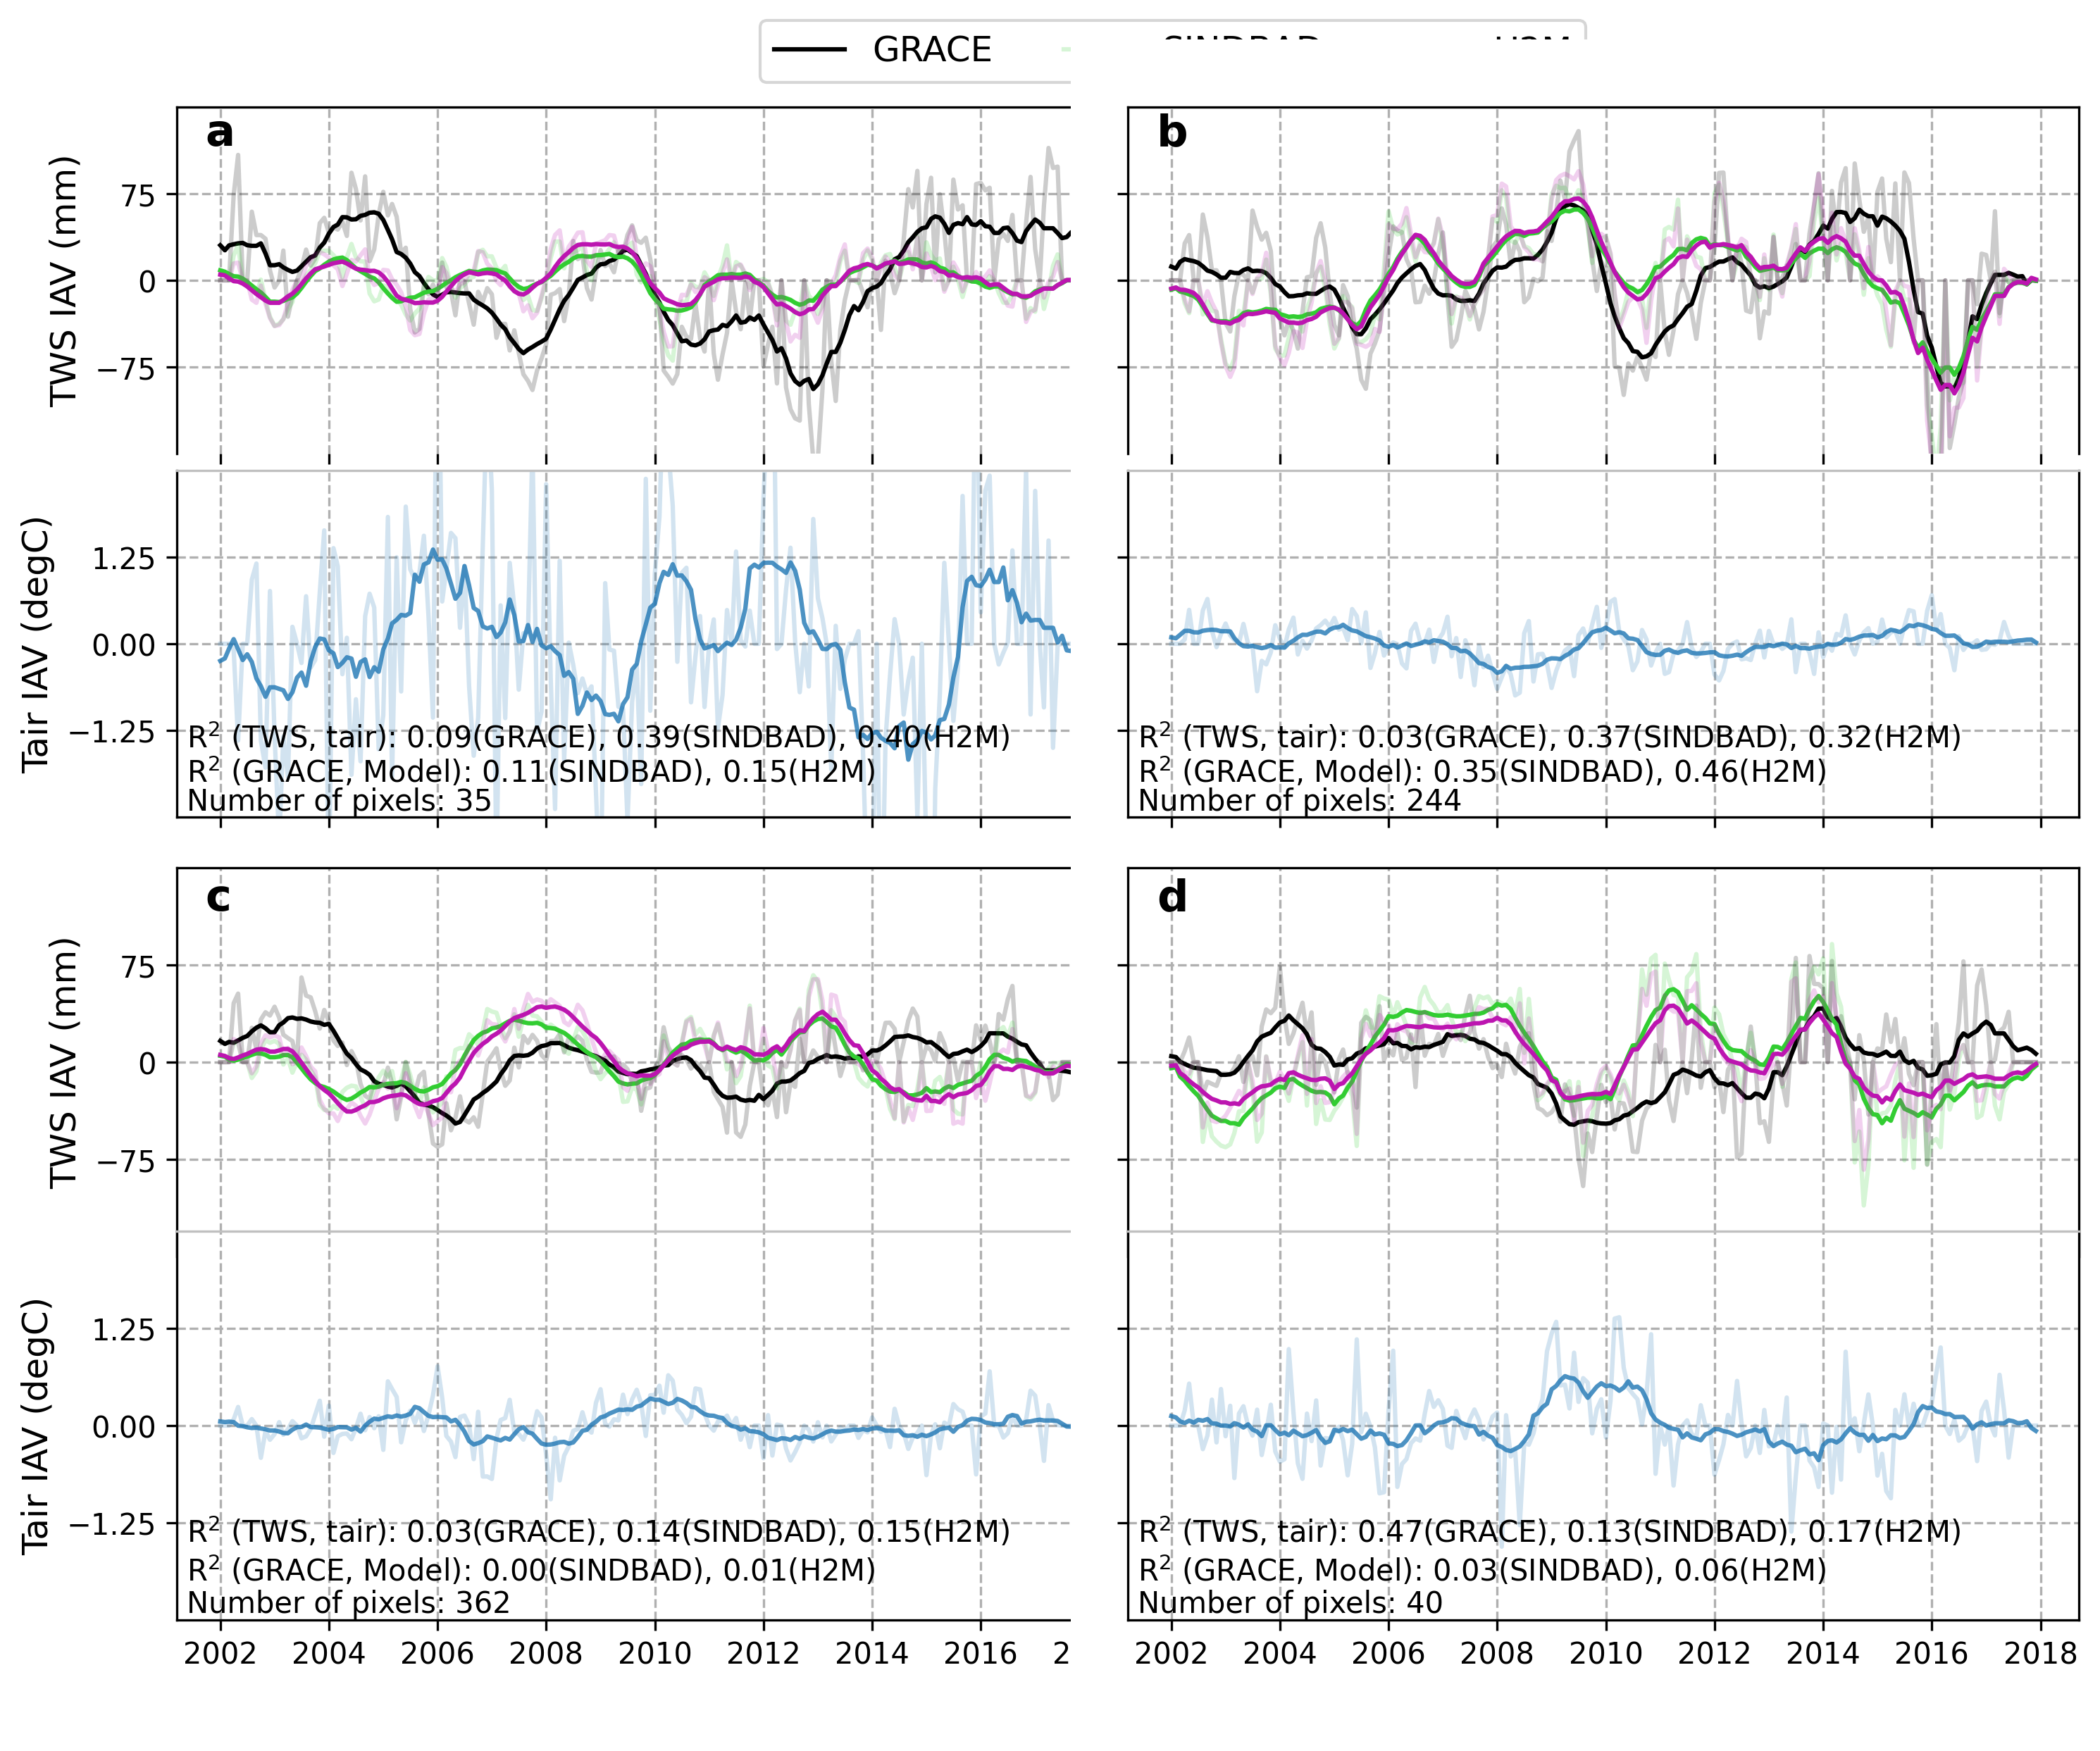 GRACE
a
TWS IAV (mm)
75
0
−75
Tair IAV (degC)
1.25
0.00
−1.25
R² (TWS, tair): 0.09(GRACE), 0.39(SINDBAD), 0.40(H2M)
R² (GRACE, Model): 0.11(SINDBAD), 0.15(H2M)
Number of pixels: 35
b
R² (TWS, tair): 0.03(GRACE), 0.37(SINDBAD), 0.32(H2M)
R² (GRACE, Model): 0.35(SINDBAD), 0.46(H2M)
Number of pixels: 244
c
TWS IAV (mm)
75
0
−75
Tair IAV (degC)
1.25
0.00
−1.25
R² (TWS, tair): 0.03(GRACE), 0.14(SINDBAD), 0.15(H2M)
R² (GRACE, Model): 0.00(SINDBAD), 0.01(H2M)
Number of pixels: 362
2002 2004 2006 2008 2010 2012 2014 2016 2
d
R² (TWS, tair): 0.47(GRACE), 0.13(SINDBAD), 0.17(H2M)
R² (GRACE, Model): 0.03(SINDBAD), 0.06(H2M)
Number of pixels: 40
2002 2004 2006 2008 2010 2012 2014 2016 2018